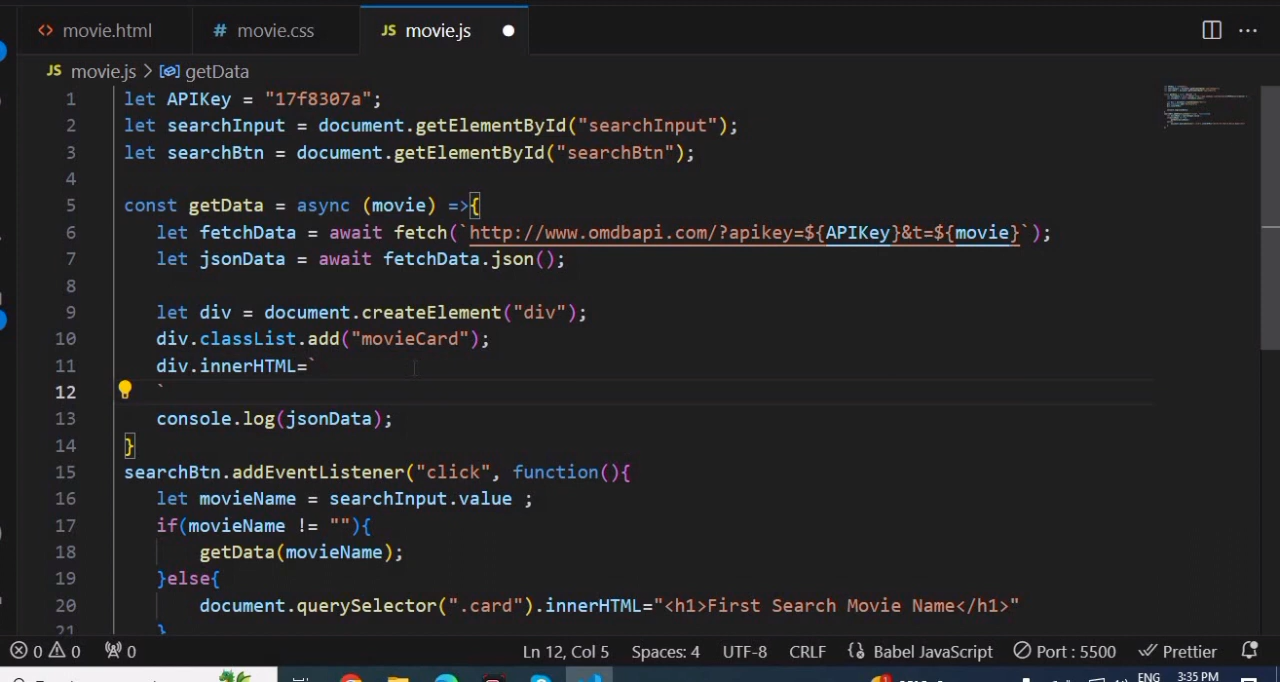 movie.html
# movie.css
JS movie.js
JS movie.js > getData
1 let APIKey = "17f8307a";
2 let searchInput = document.getElementById("searchInput");
3 let searchBtn = document.getElementById("searchBtn");
4
5 const getData = async (movie) =>{
6 let fetchData = await fetch(`http://www.omdbapi.com/?apikey=${APIKey}&t=${movie}`);
7 let jsonData = await fetchData.json();
8
9 let div = document.createElement("div");
10 div.classList.add("movieCard");
11 div.innerHTML=`
12 `
13 console.log(jsonData);
14 }
15 searchBtn.addEventListener("click", function(){
16 let movieName = searchInput.value ;
17 if(movieName != ""){
18 getData(movieName);
19 }else{
20 document.querySelector(".card").innerHTML="<h1>First Search Movie Name</h1>"
21 }
0 0 0 Ln 12, Col 5 Spaces: 4 UTF-8 CRLF Babel JavaScript Port : 5500 Prettier
ENG 3:35 PM